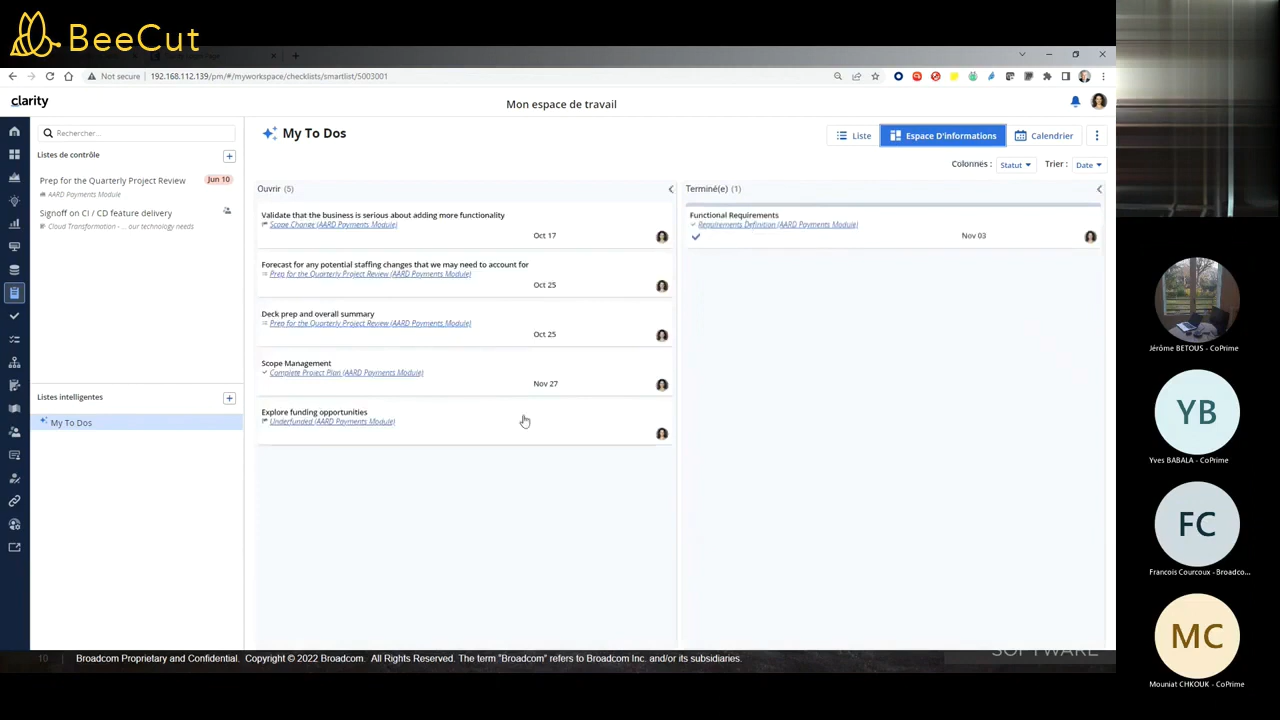 BeeCut
Not secure
192.168.112.139/pm/#/myworkspace/checklists/smartlist/5003001
clarity
Mon espace de travail
Rechercher...
Listes de contrôle
Prep for the Quarterly Project Review
Jun 10
AARD Payments Module
Signoff on CI / CD feature delivery
Cloud Transformation - ... our technology needs
Listes intelligentes
My To Dos
My To Dos
Liste
Espace D'informations
Calendrier
Colonnes :
Statut
Trier :
Date
Ouvrir (5)
Validate that the business is serious about adding more functionality
Scope Change (AARD Payments Module)
Oct 17
Forecast for any potential staffing changes that we may need to account for
Prep for the Quarterly Project Review (AARD Payments Module)
Oct 25
Deck prep and overall summary
Prep for the Quarterly Project Review (AARD Payments Module)
Oct 25
Scope Management
Complete Project Plan (AARD Payments Module)
Nov 27
Explore funding opportunities
Underfunded (AARD Payments Module)
Terminé(e) (1)
Functional Requirements
Requirements Definition (AARD Payments Module)
Nov 03
10
Broadcom Proprietary and Confidential. Copyright © 2022 Broadcom. All Rights Reserved. The term "Broadcom" refers to Broadcom Inc. and/or its subsidiaries.
SOFTWARE
Jérôme BETOUS - CoPrime
YB
Yves BABALA - CoPrime
FC
Francois Courcoux - Broadco...
MC
Mouniat CHKOUK - CoPrime